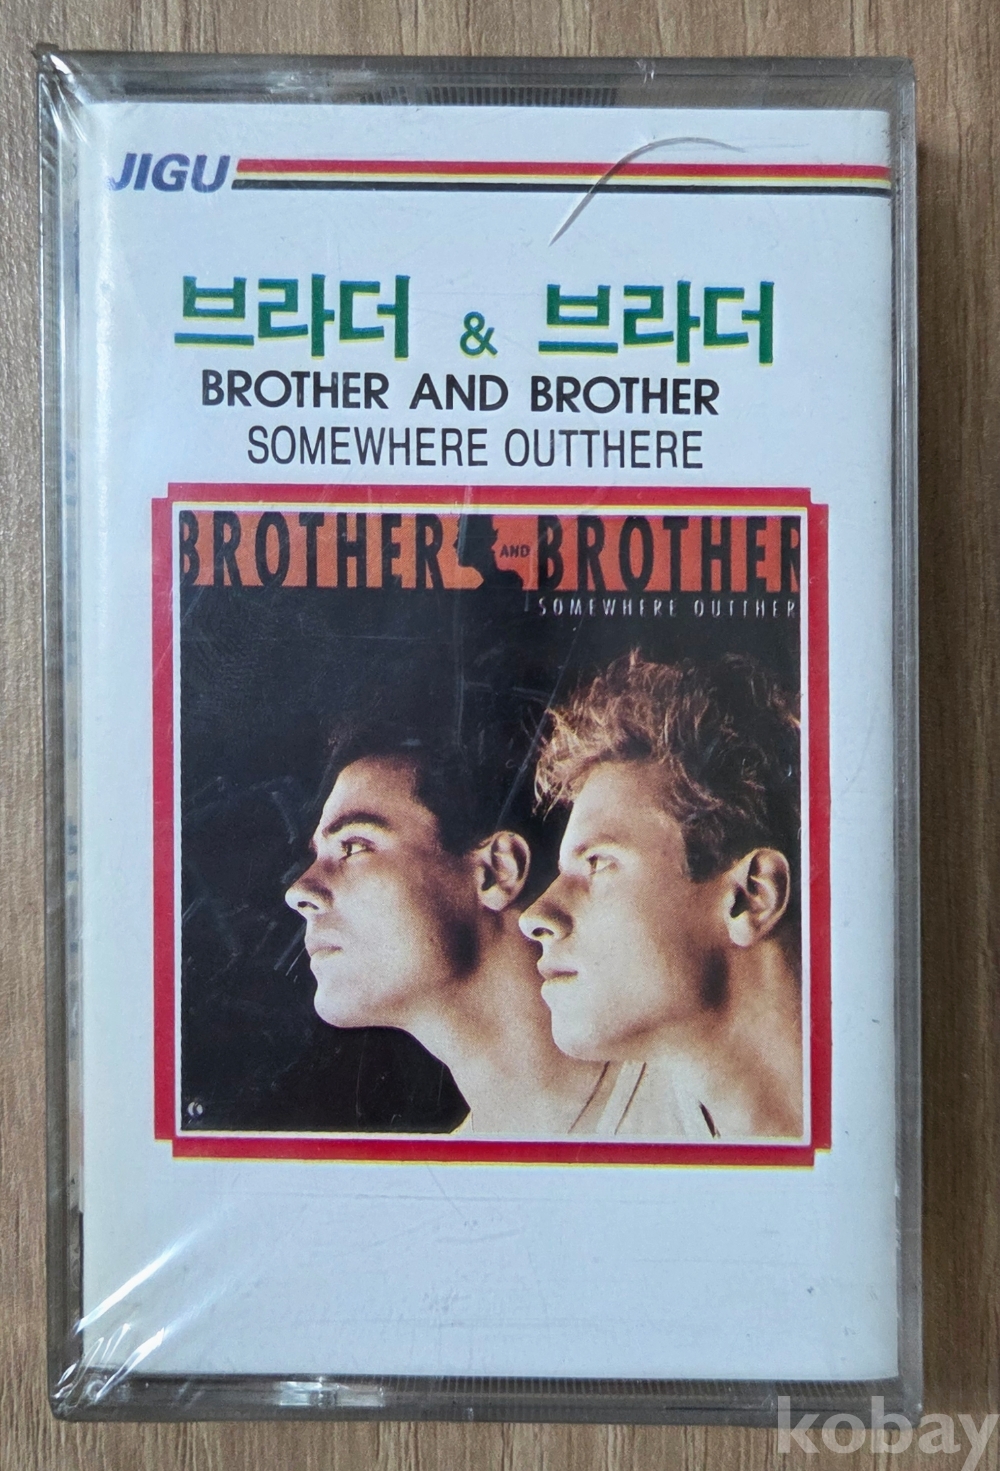 JIGU
브라더 & 브라더
BROTHER AND BROTHER
SOMEWHERE OUTTHERE
BROTHER AND BROTHER
SOMEWHERE OUTTHER
kobay